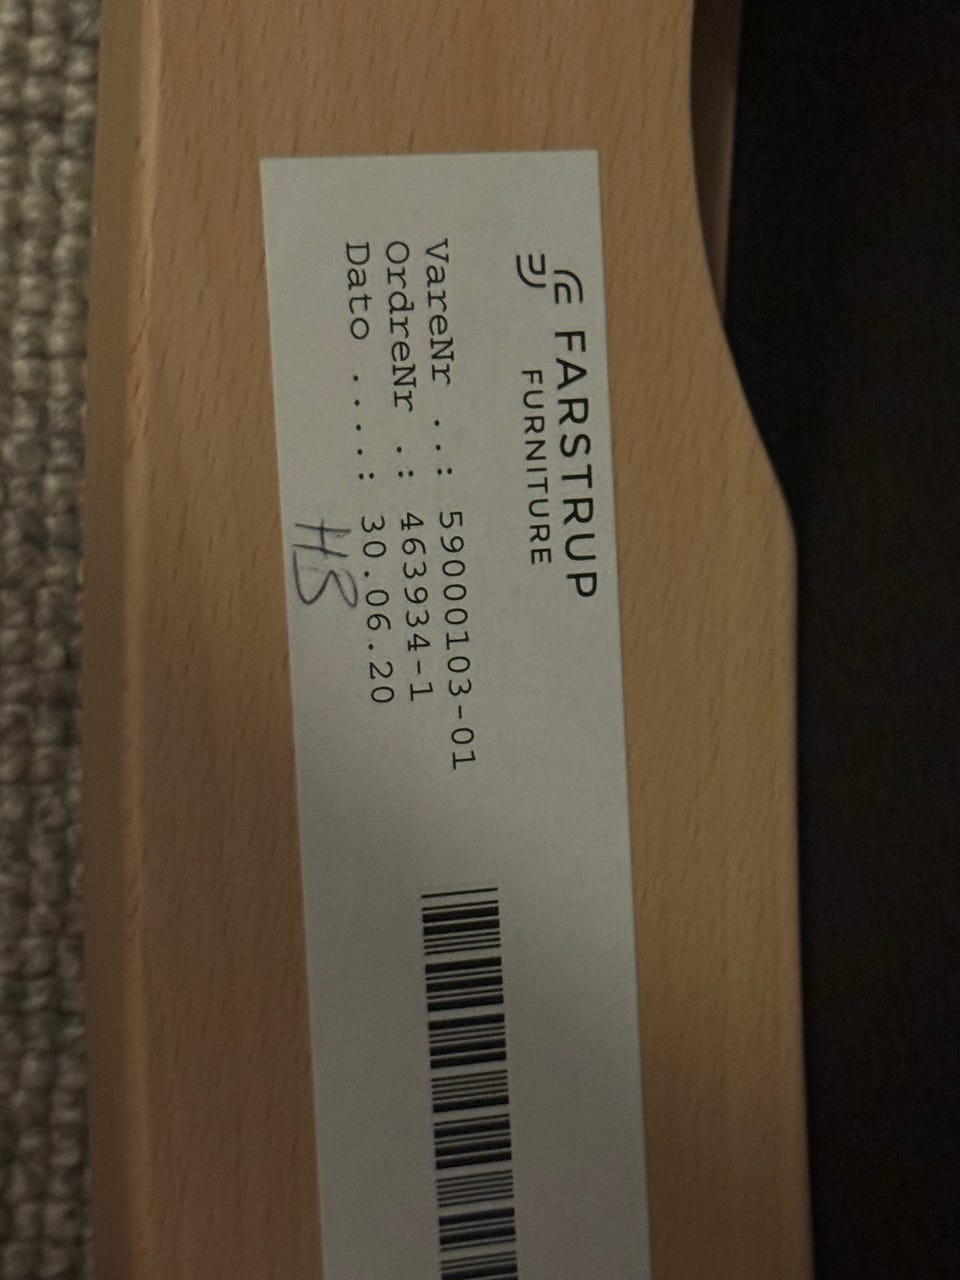 FARSTRUP
FURNITURE
VareNr ..: 59000103-01
OrdreNr .: 463934-1
Dato ....: 30.06.20
HB